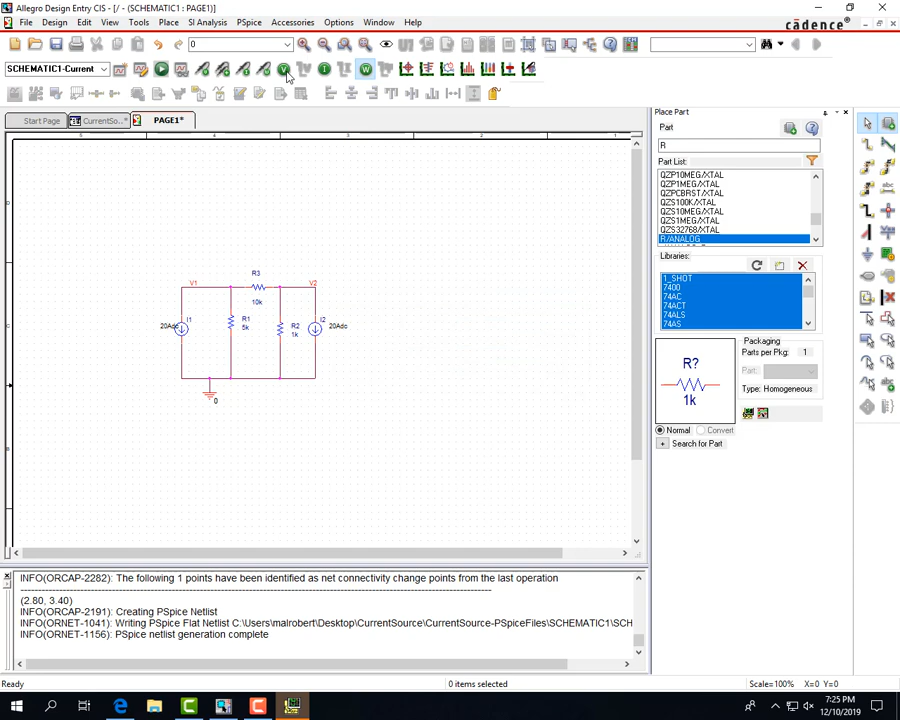 Allegro Design Entry CIS - [/ - (SCHEMATIC1 : PAGE1)]
File Design Edit View Tools Place SI Analysis PSpice Accessories Options Window Help
cādence®
0
SCHEMATIC1-Current
Start Page
CurrentSo...*
PAGE1*
5 4 3 2 1
D
C
B
A
V1
R3
10k
V2
R1
5k
R2
1k
I1
20Adc
I2
20Adc
0
Place Part
Part
R
Part List:
QZP10MEG/XTAL
QZP1MEG/XTAL
QZPCBRST/XTAL
QZS100K/XTAL
QZS10MEG/XTAL
QZS1MEG/XTAL
QZS32768/XTAL
R/ANALOG
Libraries:
1_SHOT
7400
74AC
74ACT
74ALS
74AS
Packaging
Parts per Pkg: 1
Part:
Type: Homogeneous
R?
1k
Normal Convert
+ Search for Part
INFO(ORCAP-2282): The following 1 points have been identified as net connectivity change points from the last operation
(2.80, 3.40)
INFO(ORCAP-2191): Creating PSpice Netlist
INFO(ORNET-1041): Writing PSpice Flat Netlist C:\Users\malrobert\Desktop\CurrentSource\CurrentSource-PSpiceFiles\SCHEMATIC1\SCH
INFO(ORNET-1156): PSpice netlist generation complete
Ready
0 items selected
Scale=100% X=0 Y=0
7:25 PM
12/10/2019